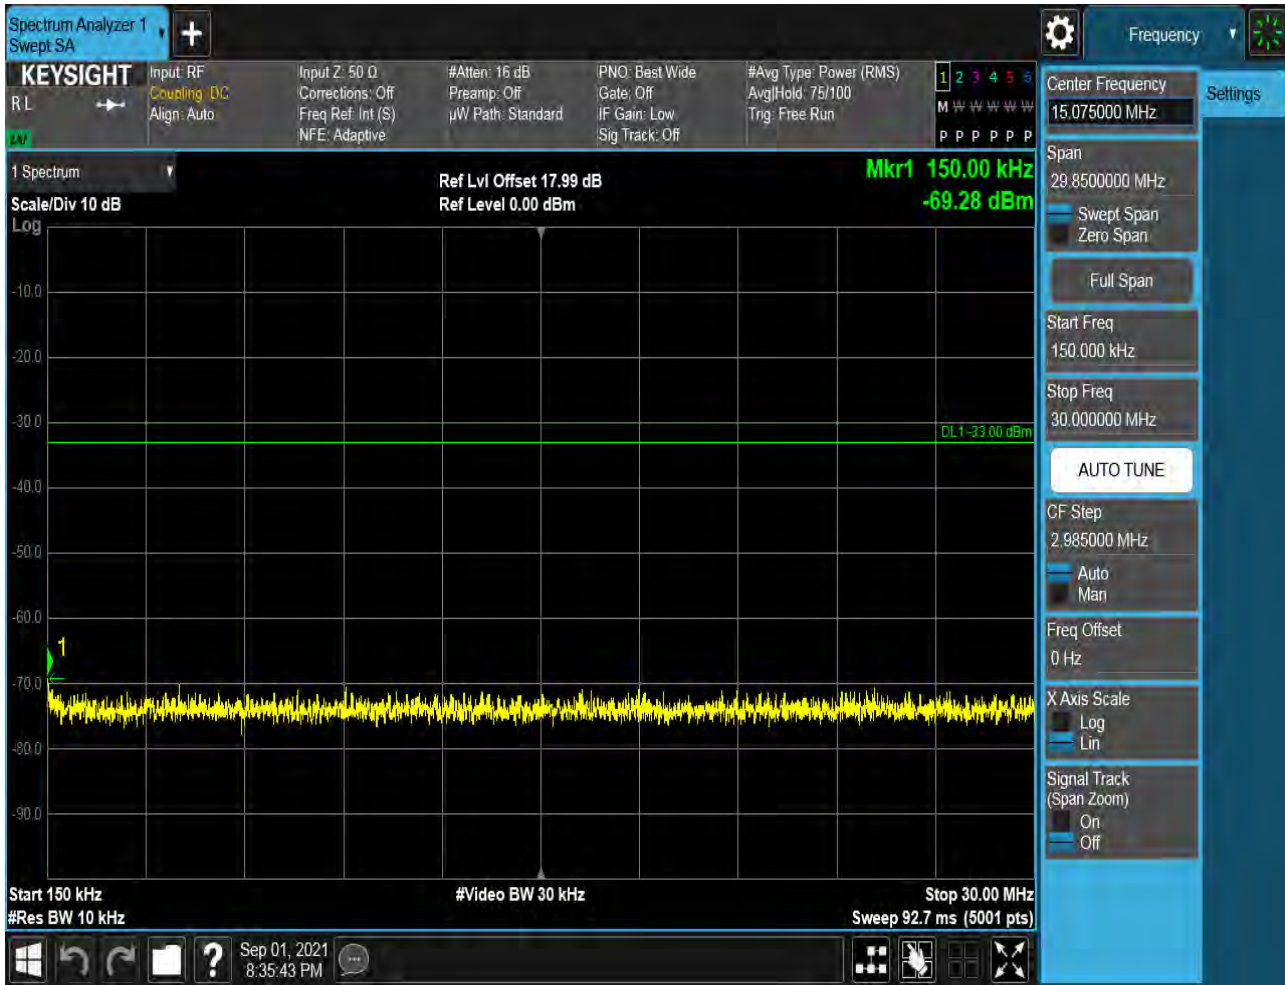 Spectrum Analyzer 1
Swept SA
Frequency
KEYSIGHT
R L
Input: RF
Coupling: DC
Align: Auto
Input Z: 50 Ω
Corrections: Off
Freq Ref: Int (S)
NFE: Adaptive
#Atten: 16 dB
Preamp: Off
µW Path: Standard
PNO: Best Wide
Gate: Off
IF Gain: Low
Sig Track: Off
#Avg Type: Power (RMS)
Avg|Hold: 75/100
Trig: Free Run
1 2 3 4 5 6
M W W W W W
P P P P P P
1 Spectrum
Scale/Div 10 dB
Log
Ref Lvl Offset 17.99 dB
Ref Level 0.00 dBm
Mkr1 150.00 kHz
-69.28 dBm
-10.0
-20.0
-30.0
DL1 -33.00 dBm
-40.0
-50.0
-60.0
1
-70.0
-80.0
-90.0
Start 150 kHz
#Res BW 10 kHz
#Video BW 30 kHz
Stop 30.00 MHz
Sweep 92.7 ms (5001 pts)
Center Frequency
15.075000 MHz
Settings
Span
29.8500000 MHz
Swept Span
Zero Span
Full Span
Start Freq
150.000 kHz
Stop Freq
30.000000 MHz
AUTO TUNE
CF Step
2.985000 MHz
Auto
Man
Freq Offset
0 Hz
X Axis Scale
Log
Lin
Signal Track
(Span Zoom)
On
Off
?
Sep 01, 2021
8:35:43 PM